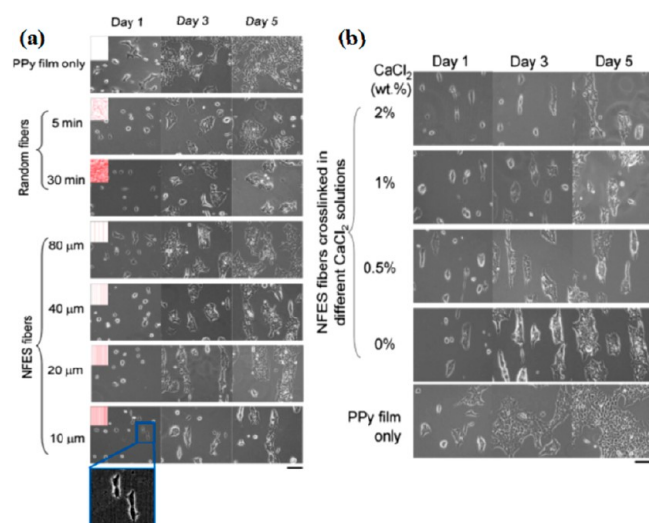 (a)
Day 1 Day 3 Day 5
PPy film only
Random fibers
5 min
30 min
NFES fibers
80 μm
40 μm
20 μm
10 μm
(b)
CaCl2 (wt.%)
Day 1 Day 3 Day 5
NFES fibers crosslinked in different CaCl2 solutions
2%
1%
0.5%
0%
PPy film only